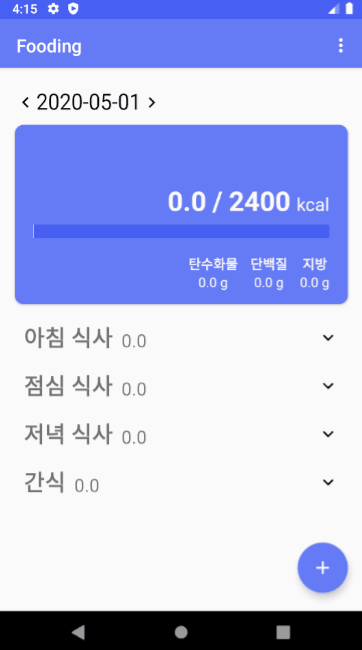 4:15
Fooding
2020-05-01
0.0 / 2400 kcal
탄수화물 단백질 지방
0.0 g 0.0 g 0.0 g
아침 식사 0.0
점심 식사 0.0
저녁 식사 0.0
간식 0.0